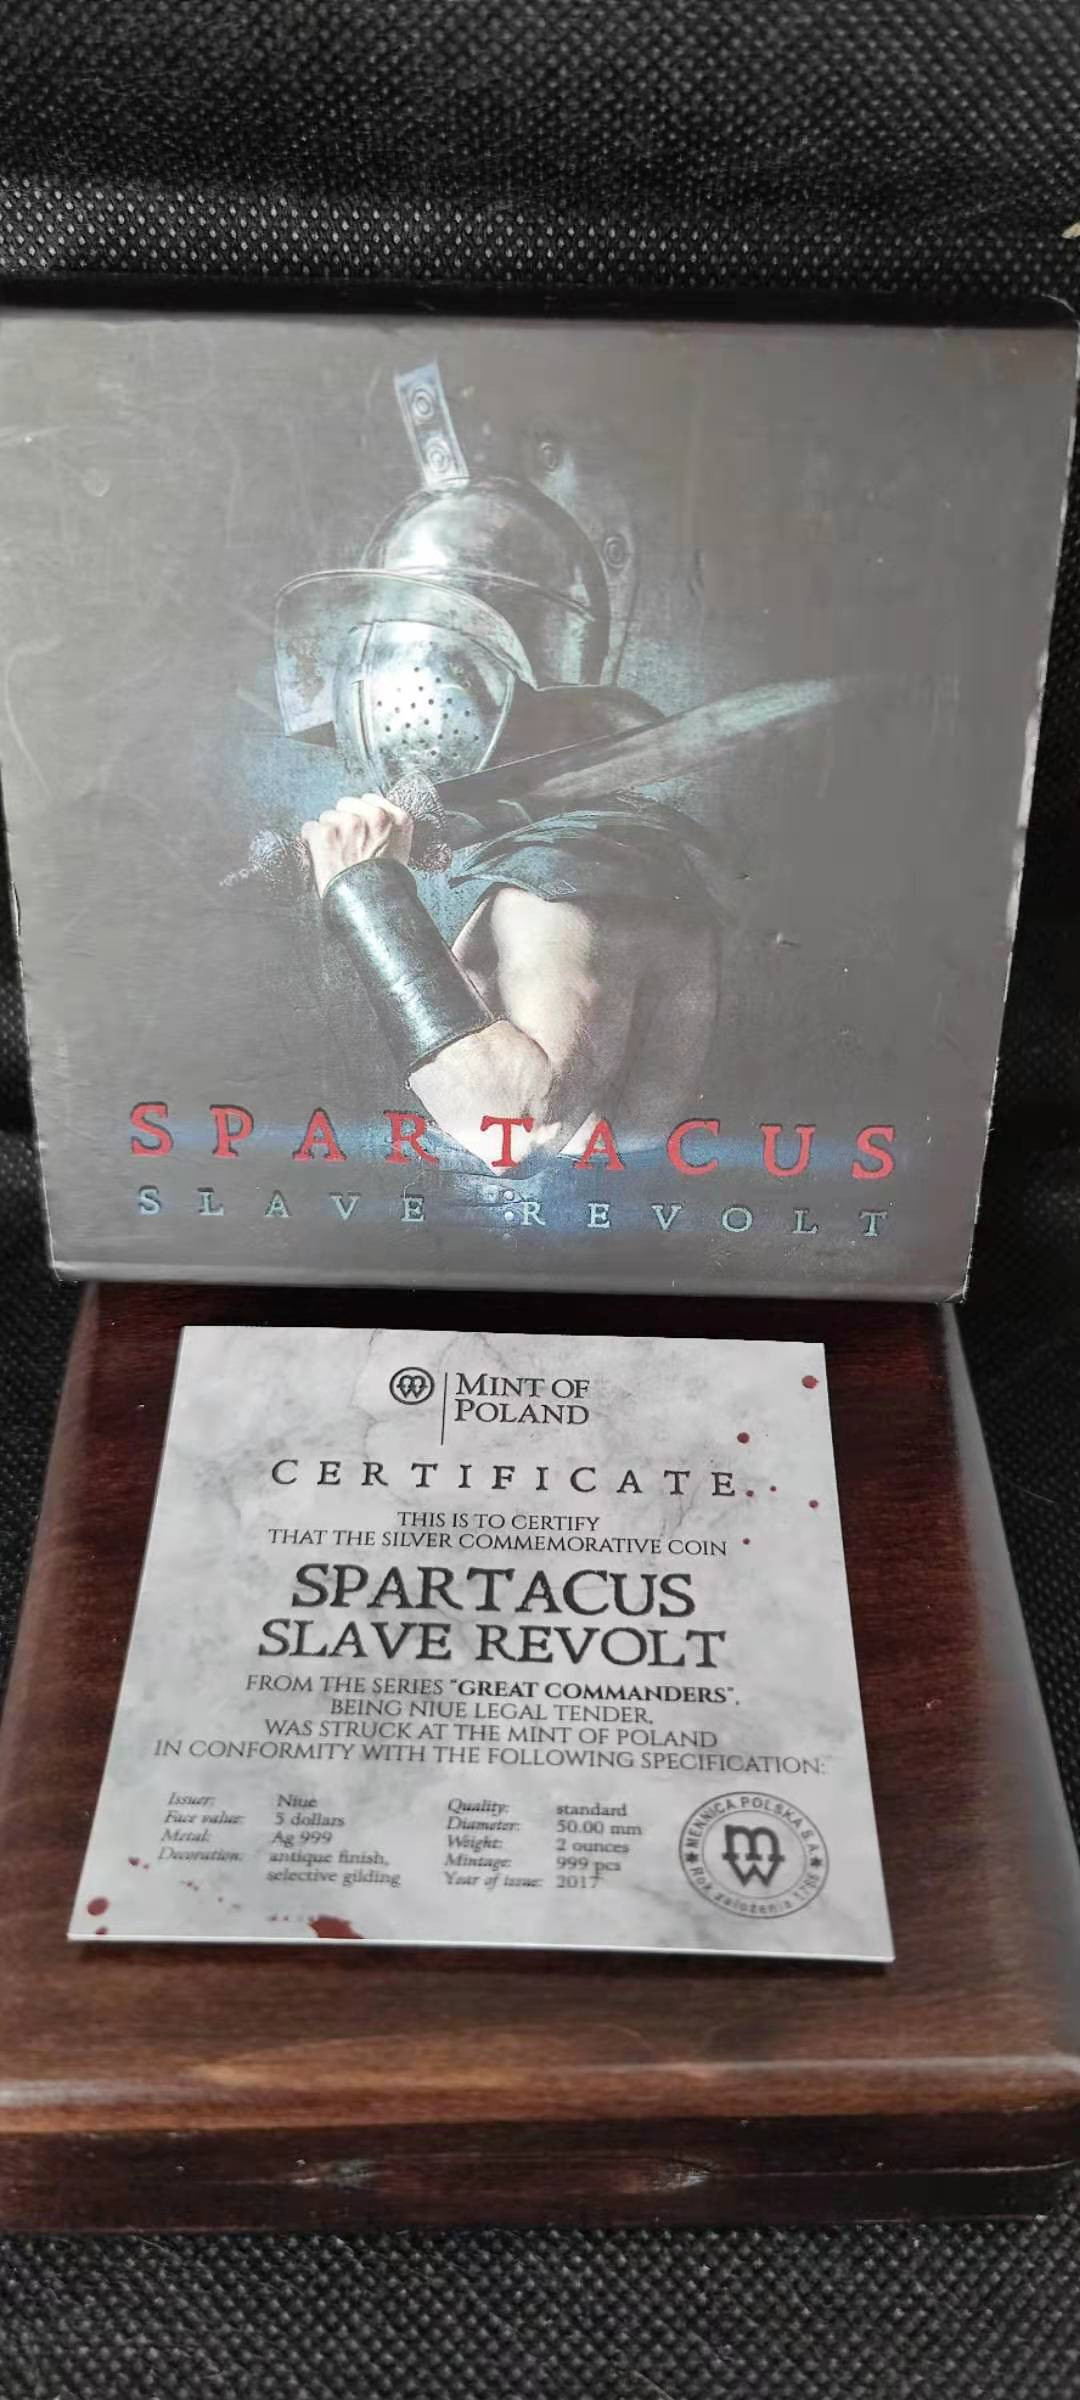 SPARTACUS
SLAVE REVOLT
MINT OF
POLAND
CERTIFICATE
THIS IS TO CERTIFY
THAT THE SILVER COMMEMORATIVE COIN
SPARTACUS
SLAVE REVOLT
FROM THE SERIES "GREAT COMMANDERS",
BEING NIUE LEGAL TENDER,
WAS STRUCK AT THE MINT OF POLAND
IN CONFORMITY WITH THE FOLLOWING SPECIFICATION:
Issuer: Niue
Face value: 5 dollars
Metal: Ag 999
Decoration: antique finish,
selective gilding
Quality: standard
Diameter: 50.00 mm
Weight: 2 ounces
Mintage: 999 pcs
Year of issue: 2017
MENNICA POLSKA S.A.
Rok założenia 1766